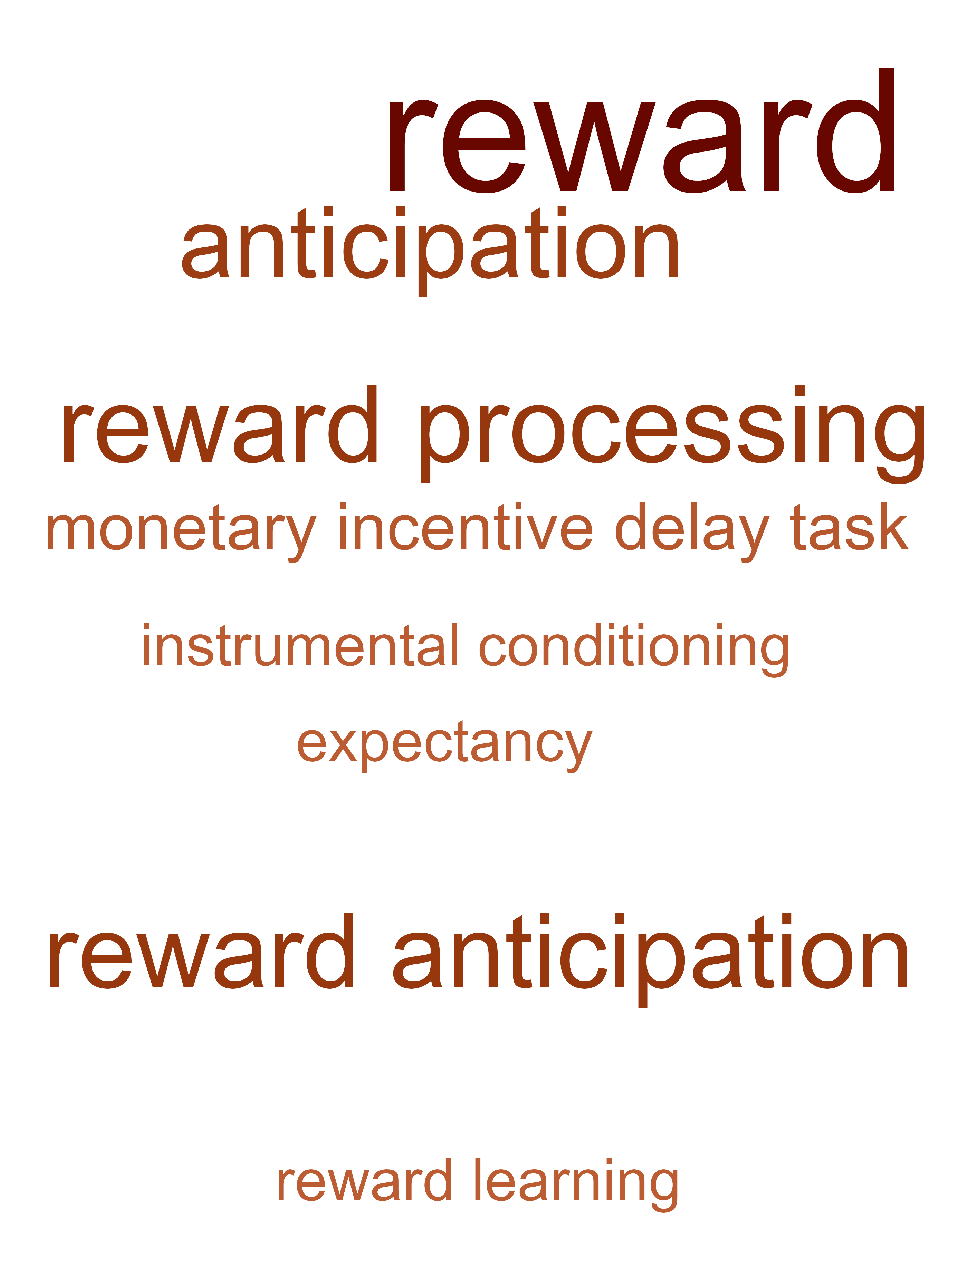 reward
anticipation
reward processing
monetary incentive delay task
instrumental conditioning
expectancy
reward anticipation
reward learning